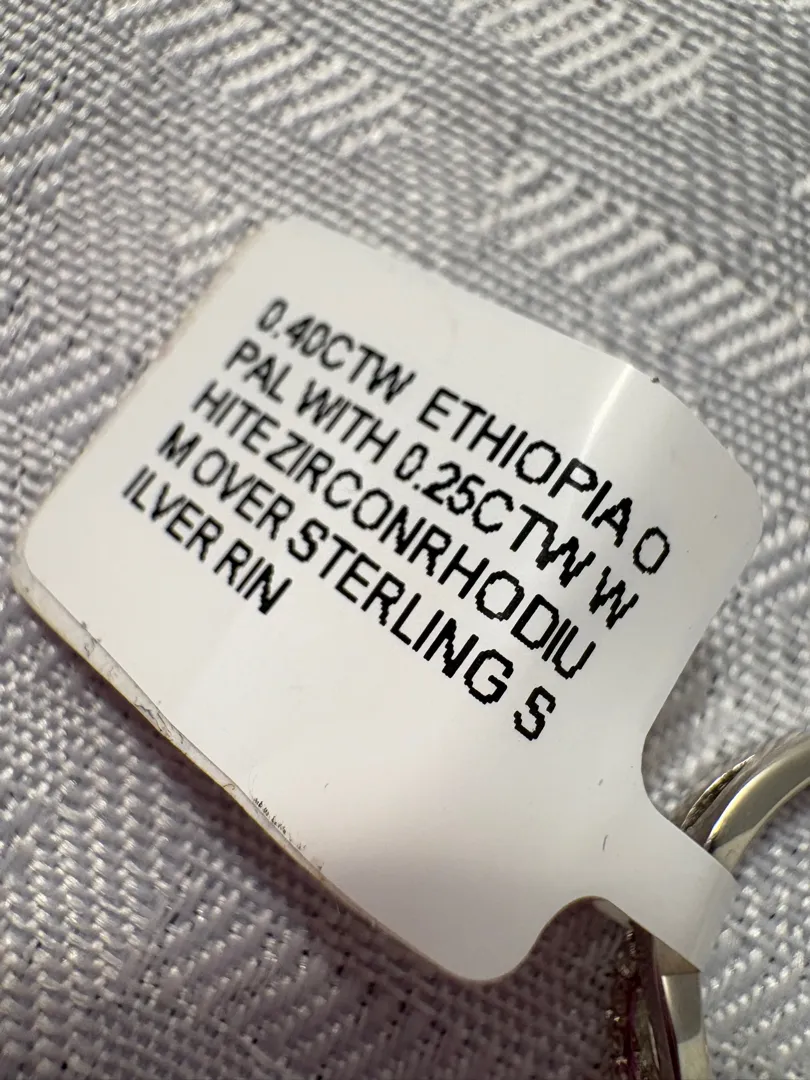 0.40CTW ETHIOPIA O
PAL WITH 0.25CTW W
HITE ZIRCONRHODIU
M OVER STERLING S
ILVER RIN